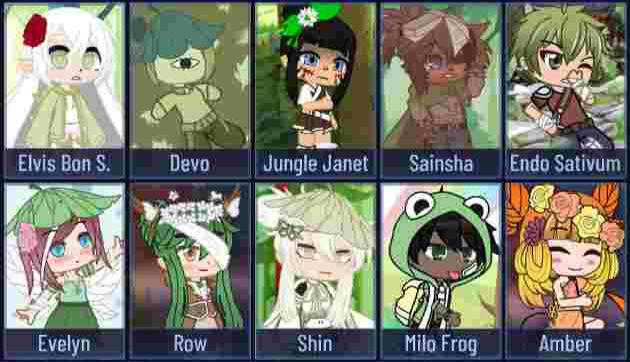 Elvis Bon S.
Devo
Jungle Janet
Sainsha
Endo Sativum
Evelyn
Row
Shin
Milo Frog
Amber